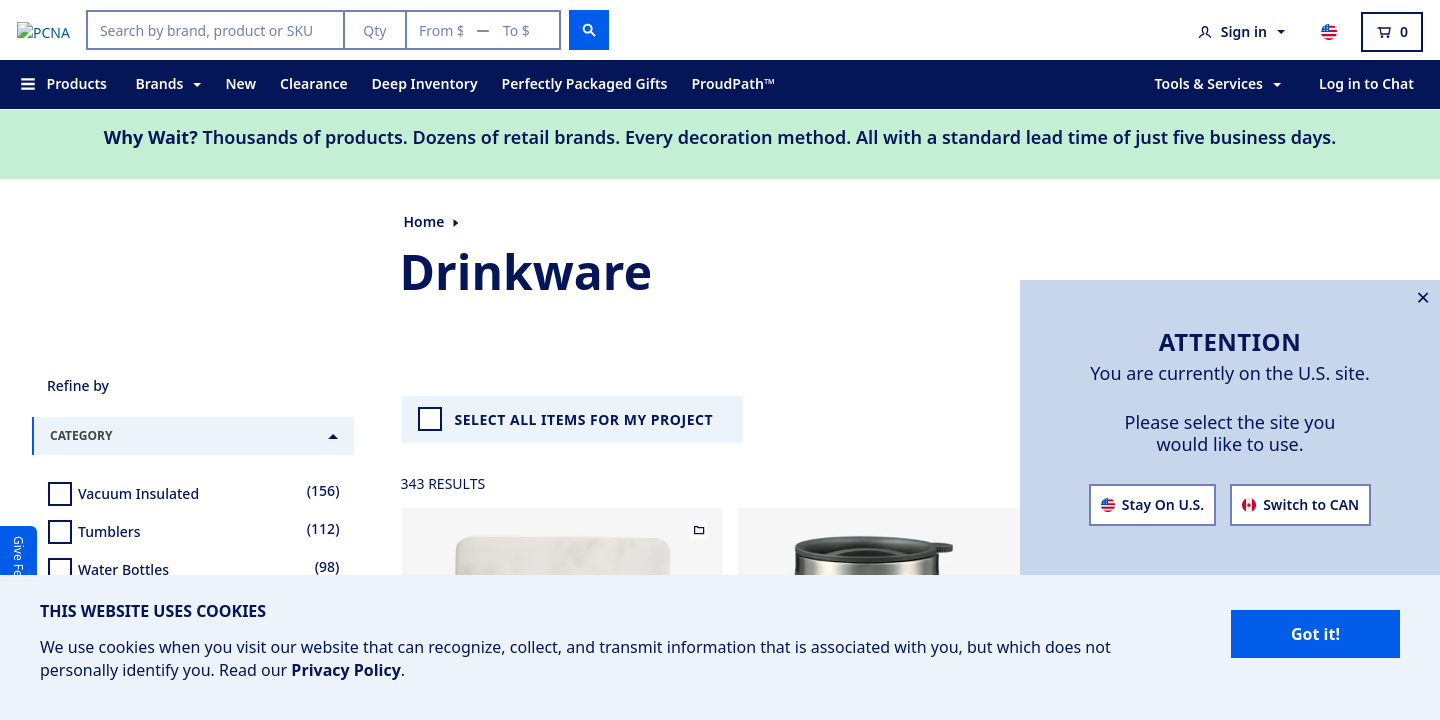 PCNA
Search by brand, product or SKU
Qty
From $
To $
Sign in
0
Products
Brands
New
Clearance
Deep Inventory
Perfectly Packaged Gifts
ProudPath™
Tools & Services
Log in to Chat
Why Wait? Thousands of products. Dozens of retail brands. Every decoration method. All with a standard lead time of just five business days.
Home
Drinkware
Refine by
CATEGORY
Vacuum Insulated (156)
Tumblers (112)
Water Bottles (98)
SELECT ALL ITEMS FOR MY PROJECT
343 RESULTS
ATTENTION
You are currently on the U.S. site.
Please select the site you
would like to use.
Stay On U.S.
Switch to CAN
Give Fe
THIS WEBSITE USES COOKIES
We use cookies when you visit our website that can recognize, collect, and transmit information that is associated with you, but which does not
personally identify you. Read our Privacy Policy.
Got it!